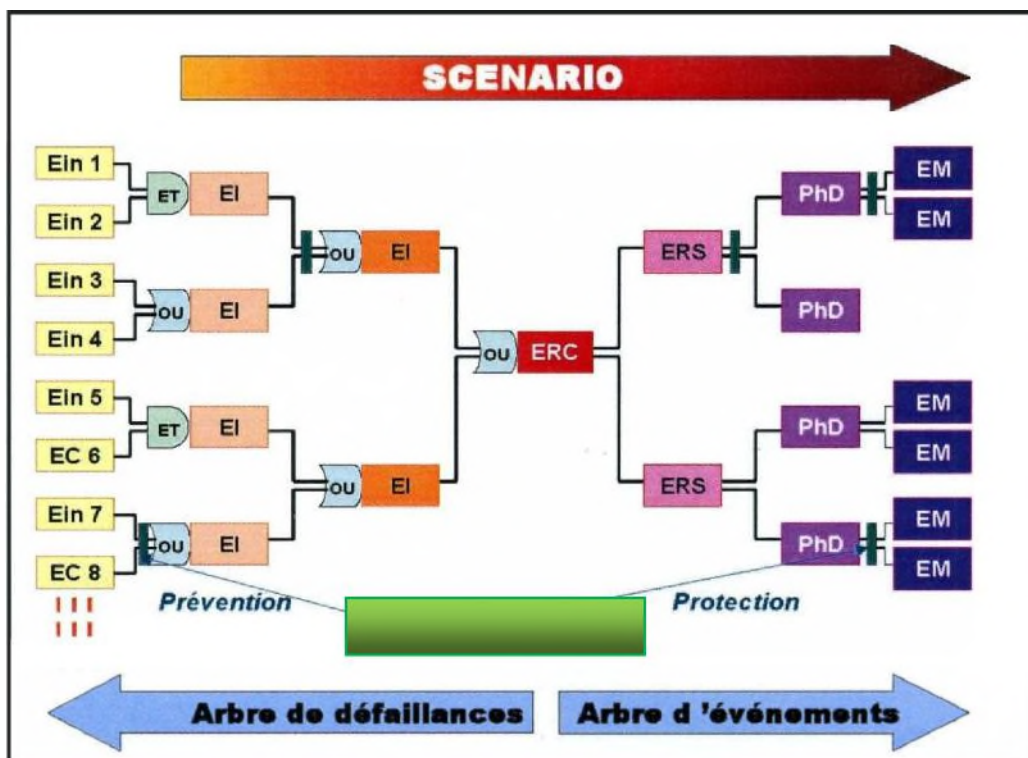 SCENARIO
Ein 1
Ein 2
Ein 3
Ein 4
Ein 5
EC 6
Ein 7
EC 8
ET
OU
ET
OU
EI
EI
EI
EI
OU
OU
EI
EI
OU
ERC
ERS
ERS
PhD
PhD
PhD
PhD
EM
EM
EM
EM
EM
EM
Prévention
Protection
Arbre de défaillances
Arbre d 'événements